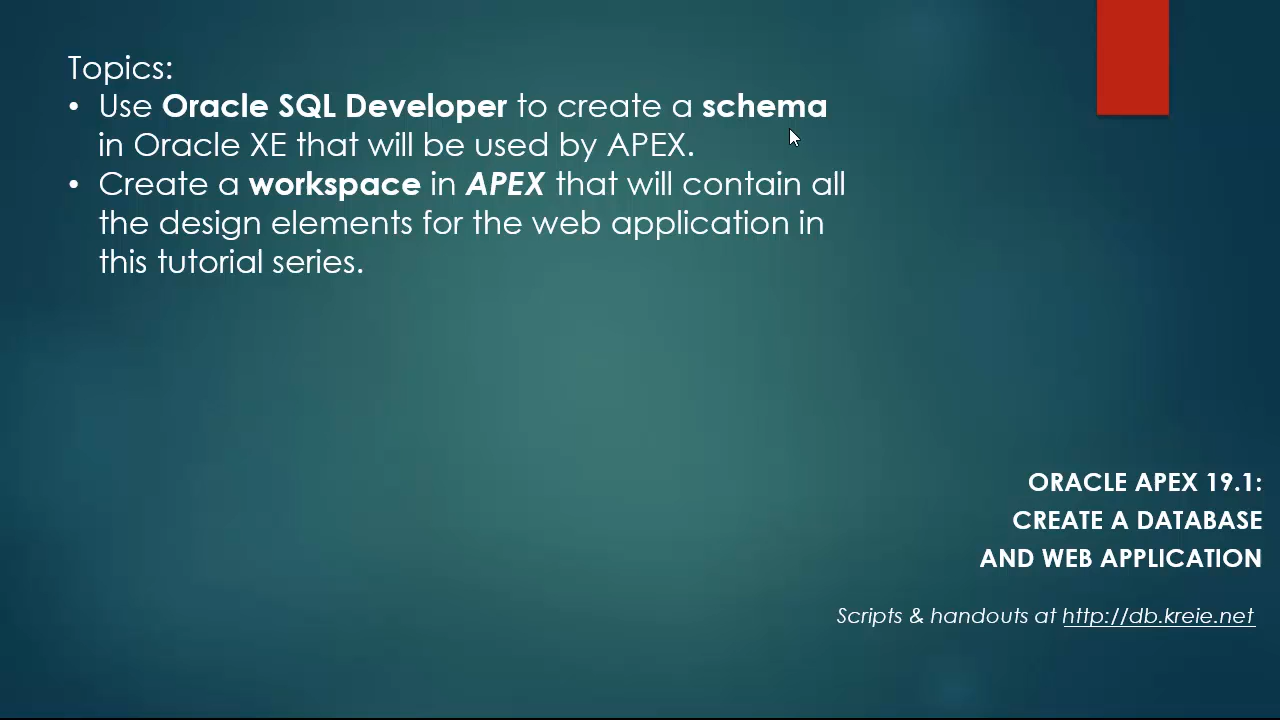 Topics:
• Use Oracle SQL Developer to create a schema
in Oracle XE that will be used by APEX.
• Create a workspace in APEX that will contain all
the design elements for the web application in
this tutorial series.
ORACLE APEX 19.1:
CREATE A DATABASE
AND WEB APPLICATION
Scripts & handouts at http://db.kreie.net